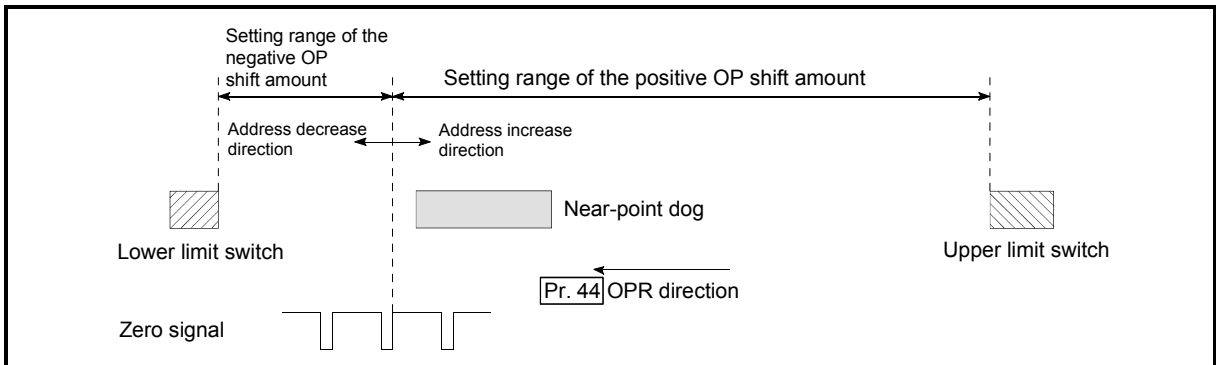 Setting range of the
negative OP
shift amount
Setting range of the positive OP shift amount
Address decrease
direction
Address increase
direction
Near-point dog
Lower limit switch
Upper limit switch
Pr. 44 OPR direction
Zero signal